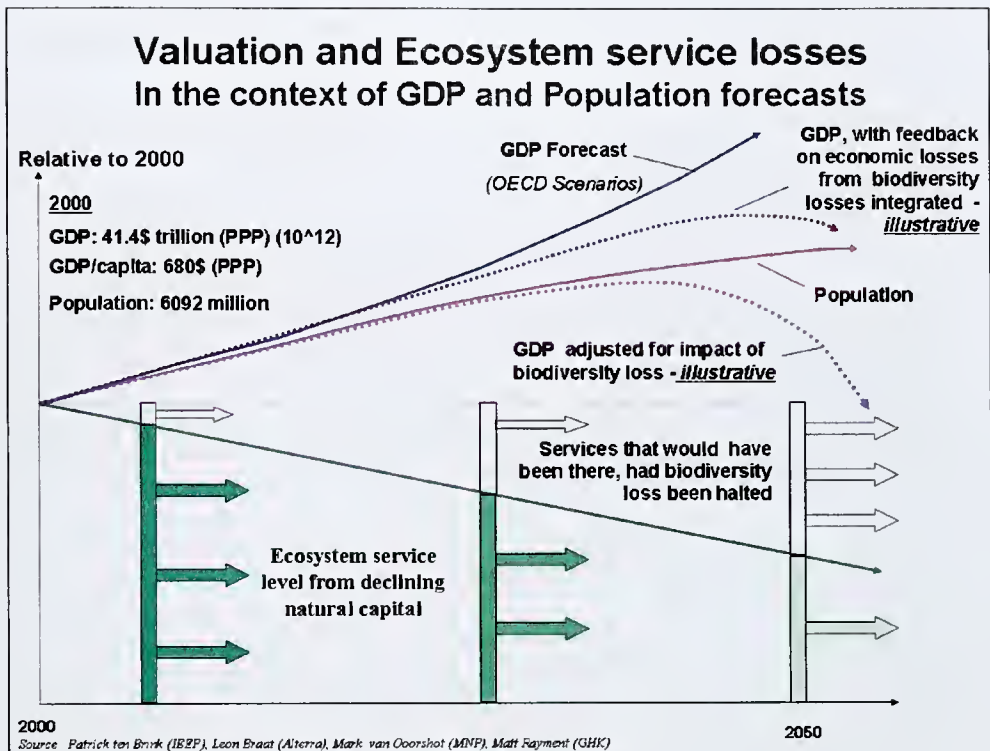 Valuation and Ecosystem service losses
In the context of GDP and Population forecasts
Relative to 2000
2000
GDP: 41.4$ trillion (PPP) (10^12)
GDP/capita: 680$ (PPP)
Population: 6092 million
GDP Forecast
(OECD Scenarios)
GDP, with feedback
on economic losses
from biodiversity
losses integrated -
illustrative
Population
GDP adjusted for impact of
biodiversity loss - illustrative
Services that would have
been there, had biodiversity
loss been halted
Ecosystem service
level from declining
natural capital
2000
2050
Source Patrick ten Brink (IEEP), Leon Braat (Alterra), Mark van Ooorshot (MNP), Matt Rayment (GHK)